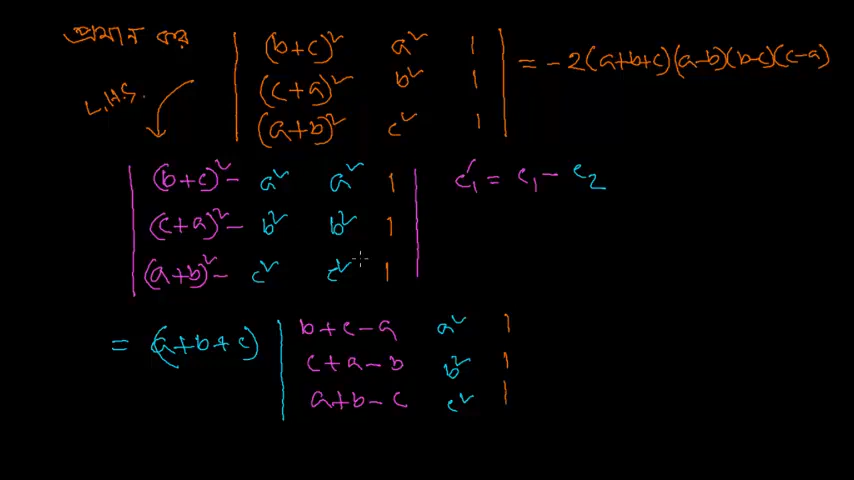 প্রমাণ কর | (b+c)² a² 1 | = -2(a+b+c)(a-b)(b-c)(c-a)
| (c+a)² b² 1 |
L.H.S. | (a+b)² c² 1 |
| (b+c)² - a² a² 1 | c₁′ = c₁ - c₂
| (c+a)² - b² b² 1 |
| (a+b)² - c² c² 1 |
= (a+b+c) | b+c-a a² 1
| c+a-b b² 1
| a+b-c c² 1